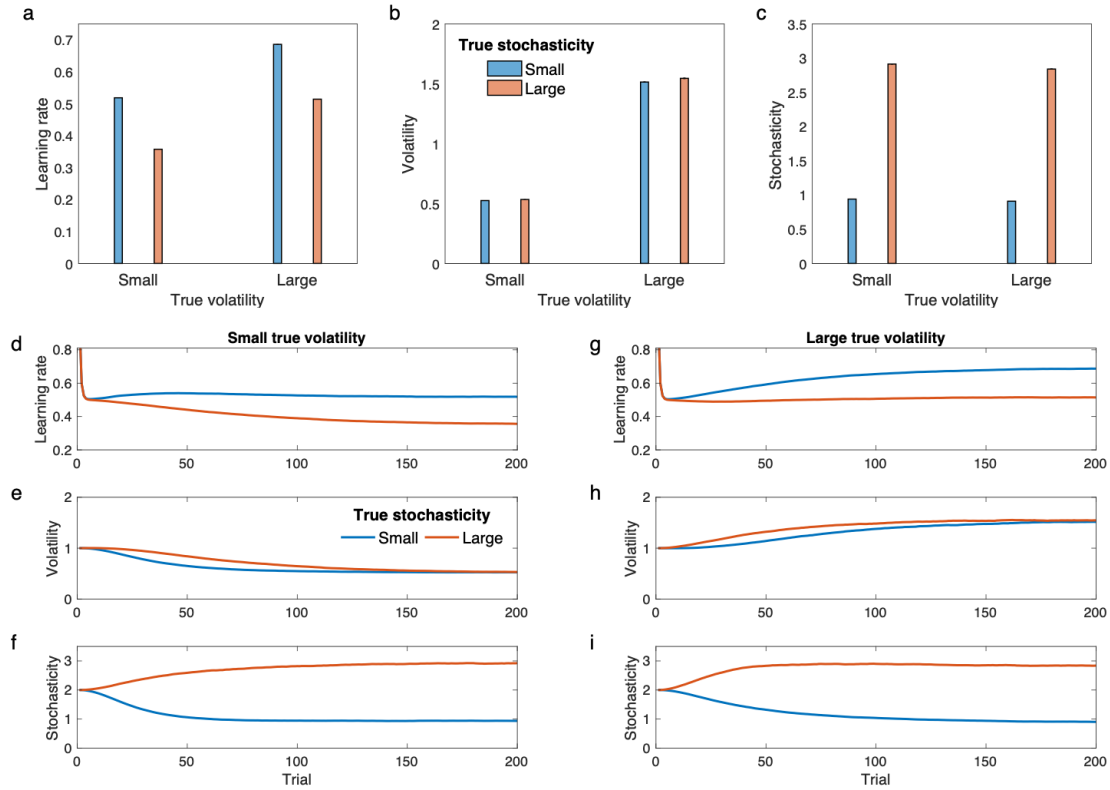 a
Learning rate
0.7
0.6
0.5
0.4
0.3
0.2
0.1
0
Small
Large
True volatility
b
Volatility
2
1.5
1
0.5
0
True stochasticity
Small
Large
Small
Large
True volatility
c
Stochasticity
3.5
3
2.5
2
1.5
1
0.5
0
Small
Large
True volatility
d
Small true volatility
Learning rate
0.8
0.6
0.4
0.2
0 50 100 150 200
e
Volatility
2
1
0
True stochasticity
Small Large
0 50 100 150 200
f
Stochasticity
3
2
1
0
0 50 100 150 200
Trial
g
Large true volatility
Learning rate
0.8
0.6
0.4
0.2
0 50 100 150 200
h
Volatility
2
1
0
0 50 100 150 200
i
Stochasticity
3
2
1
0
0 50 100 150 200
Trial